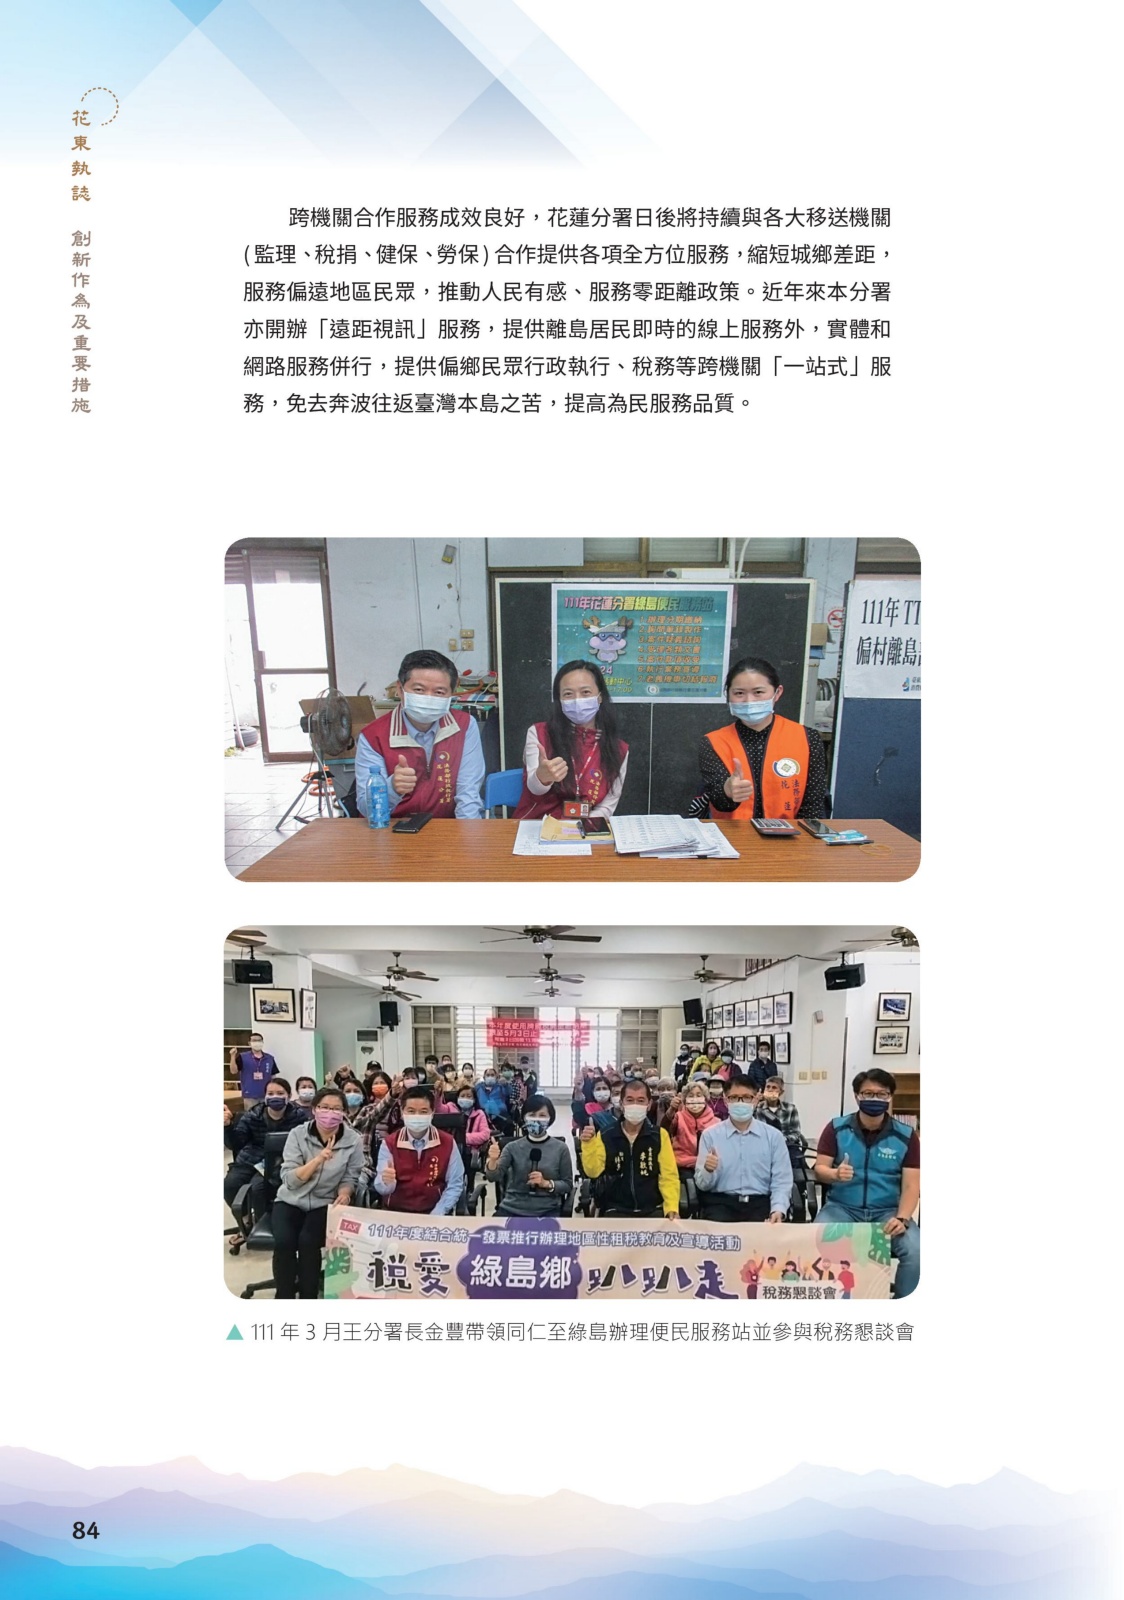 花東執誌 創新作為及重要措施
跨機關合作服務成效良好，花蓮分署日後將持續與各大移送機關
(監理、稅捐、健保、勞保)合作提供各項全方位服務，縮短城鄉差距，
服務偏遠地區民眾，推動人民有感、服務零距離政策。近年來本分署
亦開辦「遠距視訊」服務，提供離島居民即時的線上服務外，實體和
網路服務併行，提供偏鄉民眾行政執行、稅務等跨機關「一站式」服
務，免去奔波往返臺灣本島之苦，提高為民服務品質。
111年花蓮分署綠島便民服務站
111年 TT
偏村離島
TAX
111年度結合統一發票推行辦理地區性租稅教育及宣導活動
稅愛 綠島鄉 趴趴走
稅務懇談會
▲ 111 年 3 月王分署長金豐帶領同仁至綠島辦理便民服務站並參與稅務懇談會
84